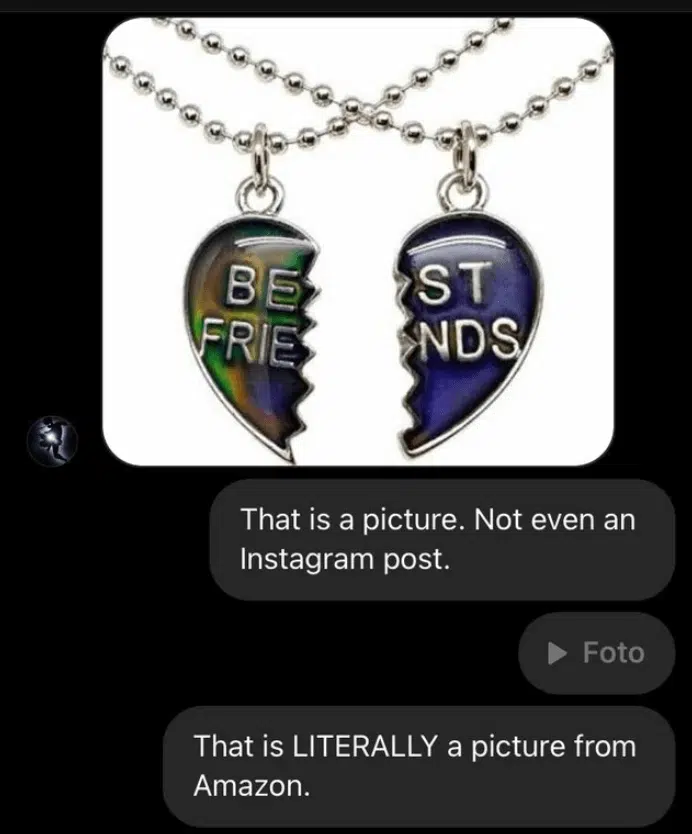 BE ST
FRIE NDS
That is a picture. Not even an
Instagram post.
Foto
That is LITERALLY a picture from
Amazon.